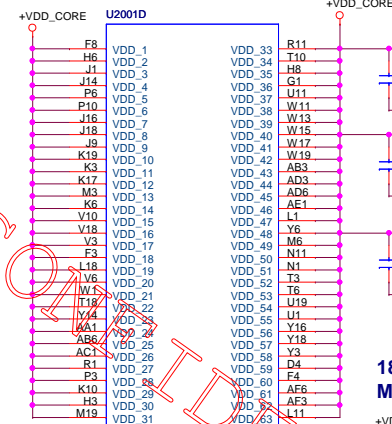 +VDD_CORE U2001D +VDD_CORE
F8 VDD_1 VDD_33 R11
H6 VDD_2 VDD_34 T10
J1 VDD_3 VDD_35 H8
J14 VDD_4 VDD_36 G1
P6 VDD_5 VDD_37 U11
P10 VDD_6 VDD_38 W11
J16 VDD_7 VDD_39 W13
J18 VDD_8 VDD_40 W15
J9 VDD_9 VDD_41 W17
K19 VDD_10 VDD_42 W19
K3 VDD_11 VDD_43 AB3
K17 VDD_12 VDD_44 AD3
M3 VDD_13 VDD_45 AD6
K6 VDD_14 VDD_46 AE1
V10 VDD_15 VDD_47 L1
V18 VDD_16 VDD_48 Y6
V3 VDD_17 VDD_49 M6
F3 VDD_18 VDD_50 N11
L18 VDD_19 VDD_51 N1
V6 VDD_20 VDD_52 T3
W1 VDD_21 VDD_53 T6
T18 VDD_22 VDD_54 U19
Y14 VDD_23 VDD_55 U1
AA1 VDD_24 VDD_56 Y16
AB6 VDD_25 VDD_57 Y18
AC1 VDD_26 VDD_58 Y3
R1 VDD_27 VDD_59 D4
P3 VDD_28 VDD_60 F4
K10 VDD_29 VDD_61 AF6
H3 VDD_30 VDD_62 AF3
M19 VDD_31 VDD_63 L11
18
M
+VD